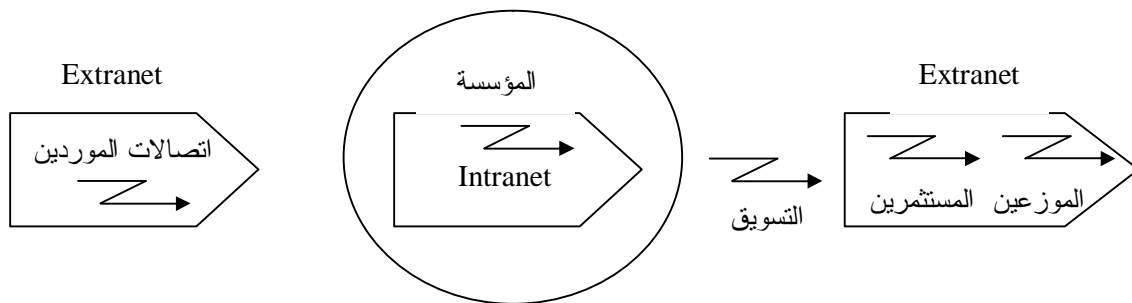 Extranet
المؤسسة
Extranet
اتصالات الموردين
Intranet
التسويق
المستثمرين
الموزعين